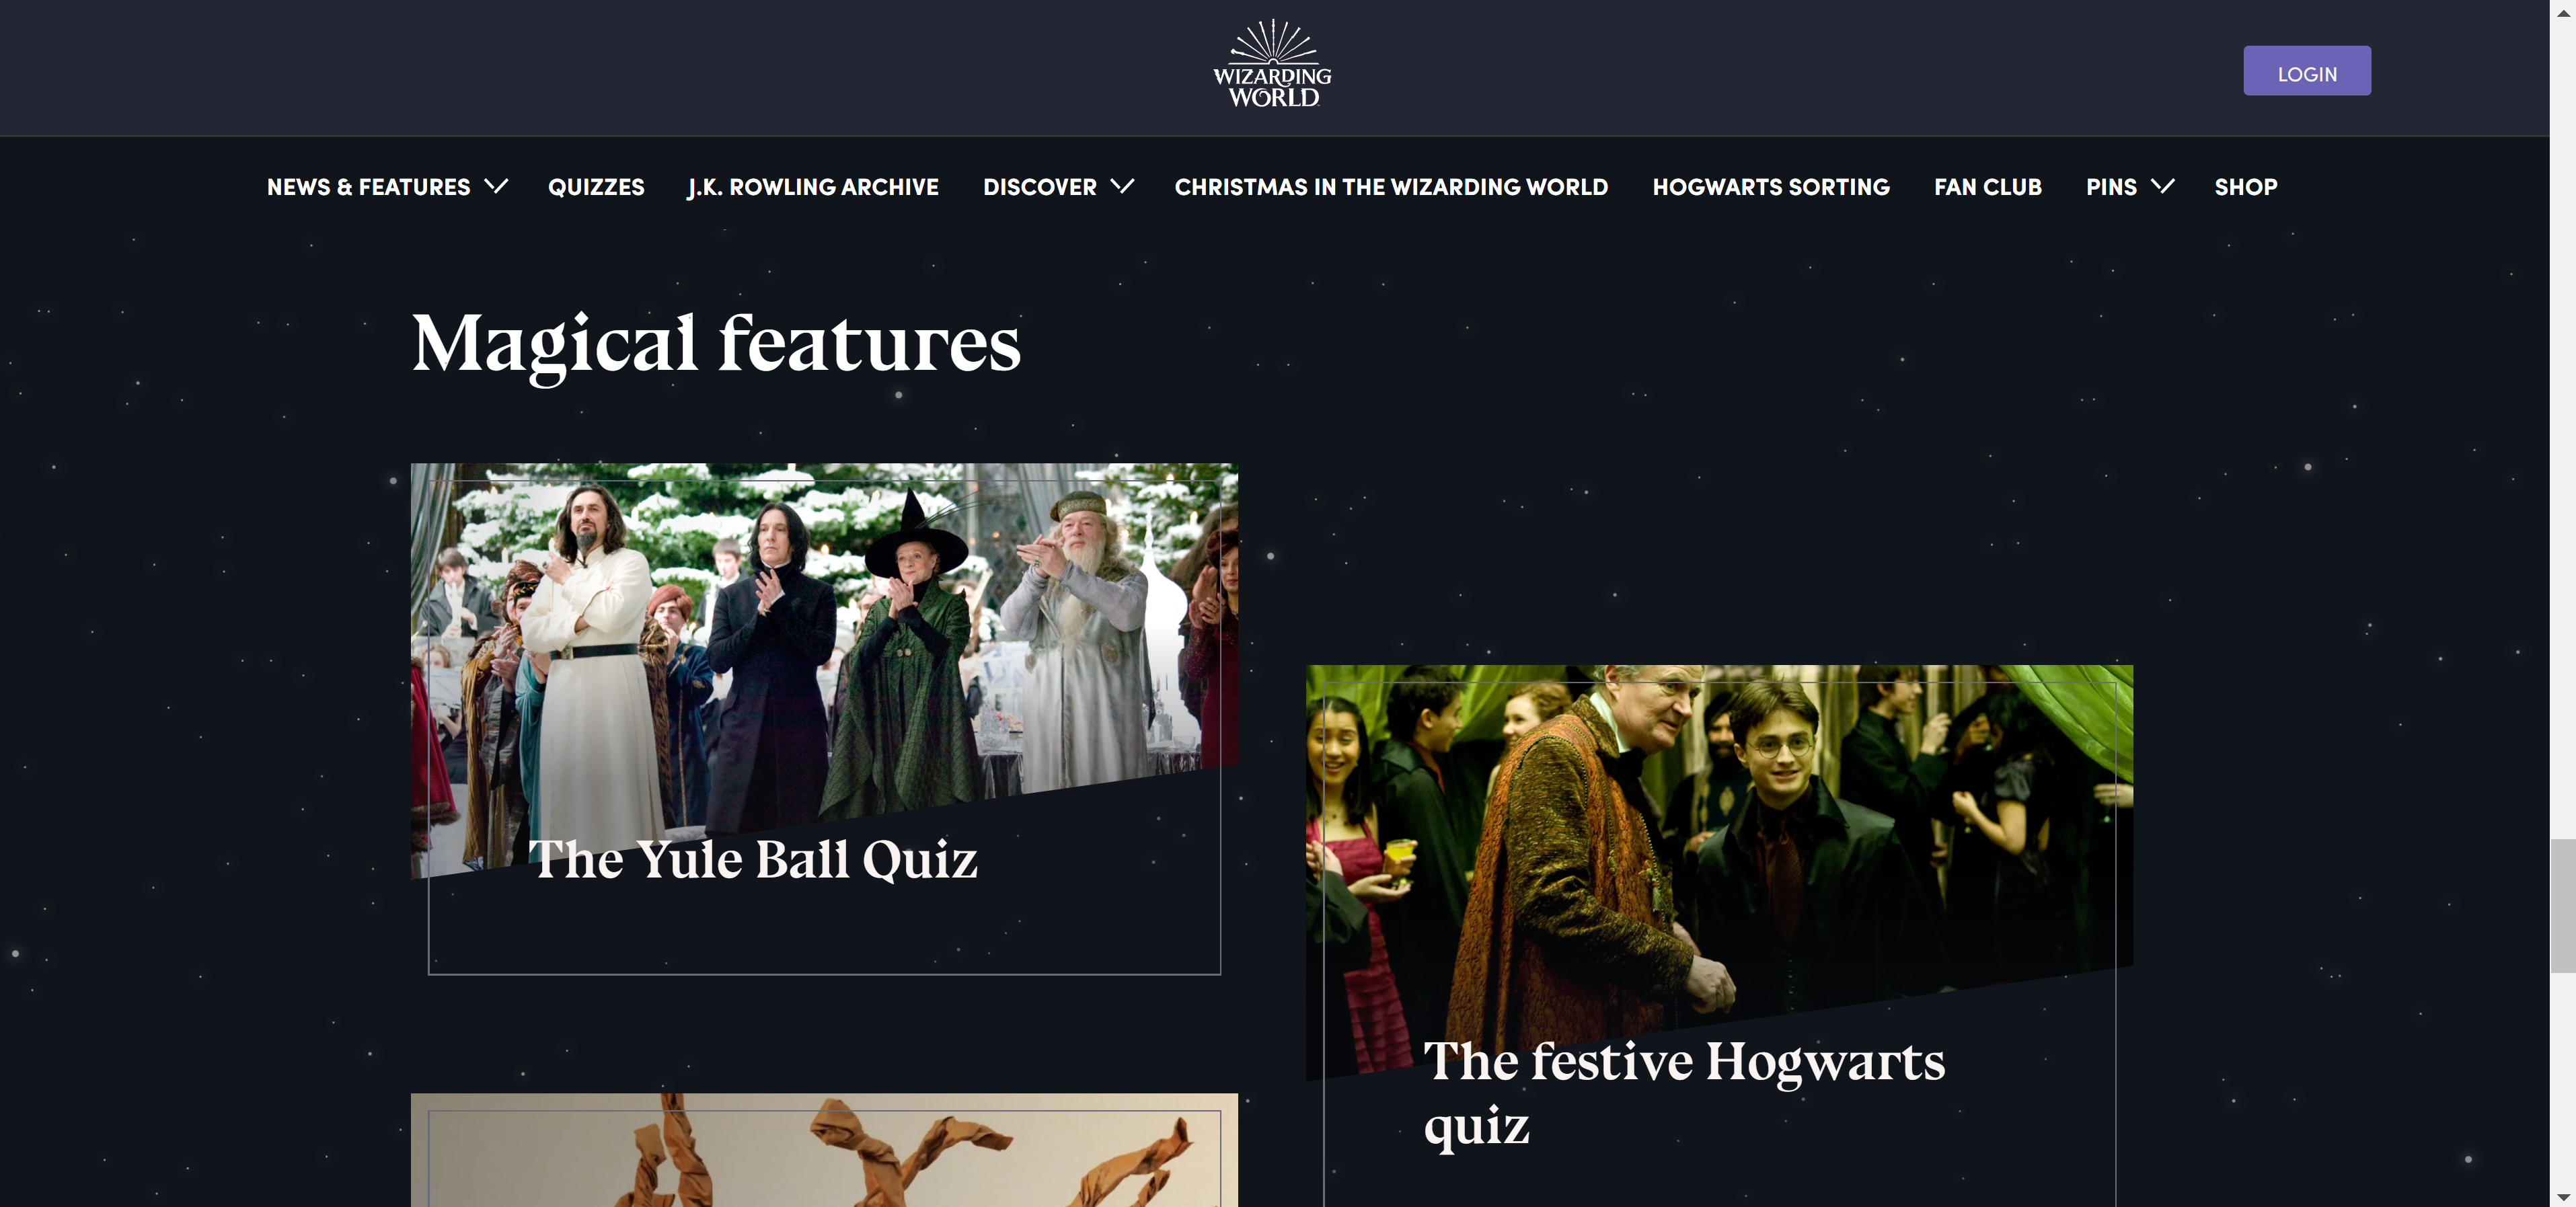 WIZARDING
WORLD
LOGIN
NEWS & FEATURES QUIZZES J.K. ROWLING ARCHIVE DISCOVER CHRISTMAS IN THE WIZARDING WORLD HOGWARTS SORTING FAN CLUB PINS SHOP
Magical features
The Yule Ball Quiz
The festive Hogwarts
quiz